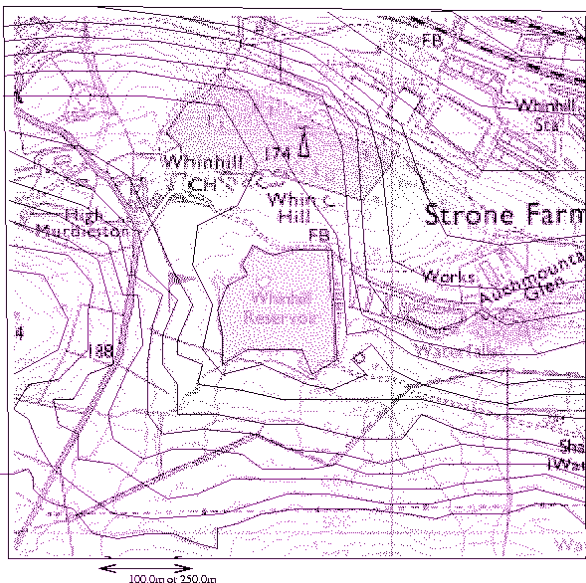 FB
Whinhill
Sta
174
Whinhill
CH
Whin
Hill
High
Murdieston
Strone Farm
FB
Works
Auchmountain
Glen
Whinhill
Reservoir
Waterfalls
4
138
Sha
Wat
100.0m or 250.0m